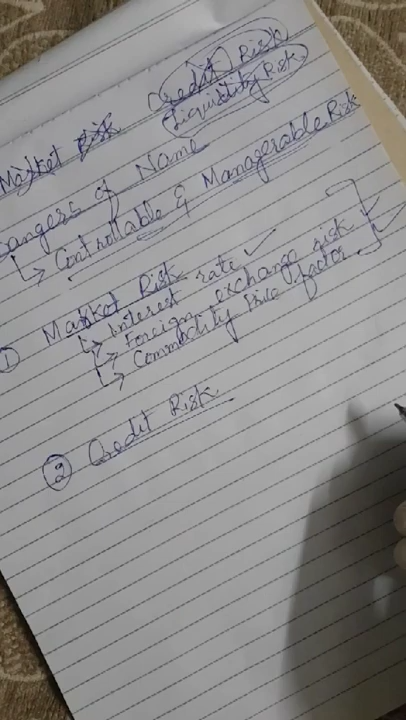 Credit Risk
Liquidity Risk
Market Risk
Dangers of Name
↳ Controllable & Managerable Risk
① Market Risk
↳ Interest rate ✓
↳ Foreign exchange risk
↳ Commodity Price factor
② Credit Risk